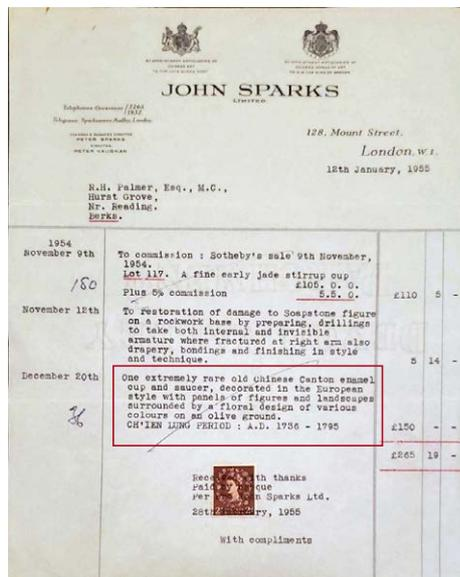 JOHN SPARKS
LIMITED
128, Mount Street,
London, W.1.
12th January, 1955
R.H. Palmer, Esq., M.C.,
Hurst Grove,
Nr. Reading.
Berks.
1954
November 9th
To commission : Sotheby's sale 9th November,
1954.
Lot 117. A fine early jade stirrup cup
£105. 0. 0.
180
Plus 5% commission 5.5. 0. £110 5 -
November 12th
To restoration of damage to Soapstone figure
on a rockwork base by preparing, drillings
to take both internal and invisible
armature where fractured at right arm also
drapery, bondings and finishing in style
and technique. 5 14 -
December 20th
One extremely rare old Chinese Canton enamel
cup and saucer, decorated in the European
style with panels of figures and landscapes
surrounded by a floral design of various
colours on an olive ground.
CH'IEN LUNG PERIOD : A.D. 1736 - 1795 £150 - -
£265 19 -
with thanks
Paid
Per John Sparks Ltd.
1955
With compliments